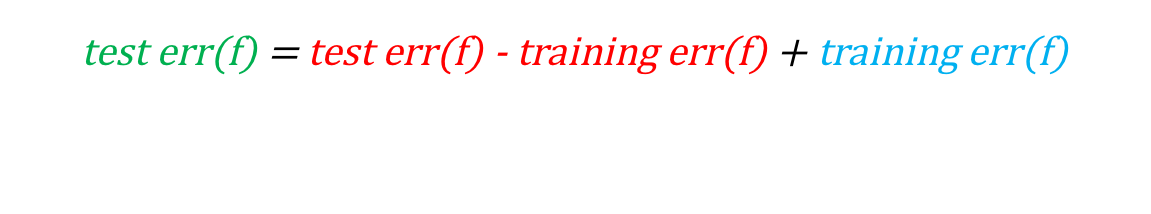 test err(f) = test err(f) - training err(f) + training err(f)